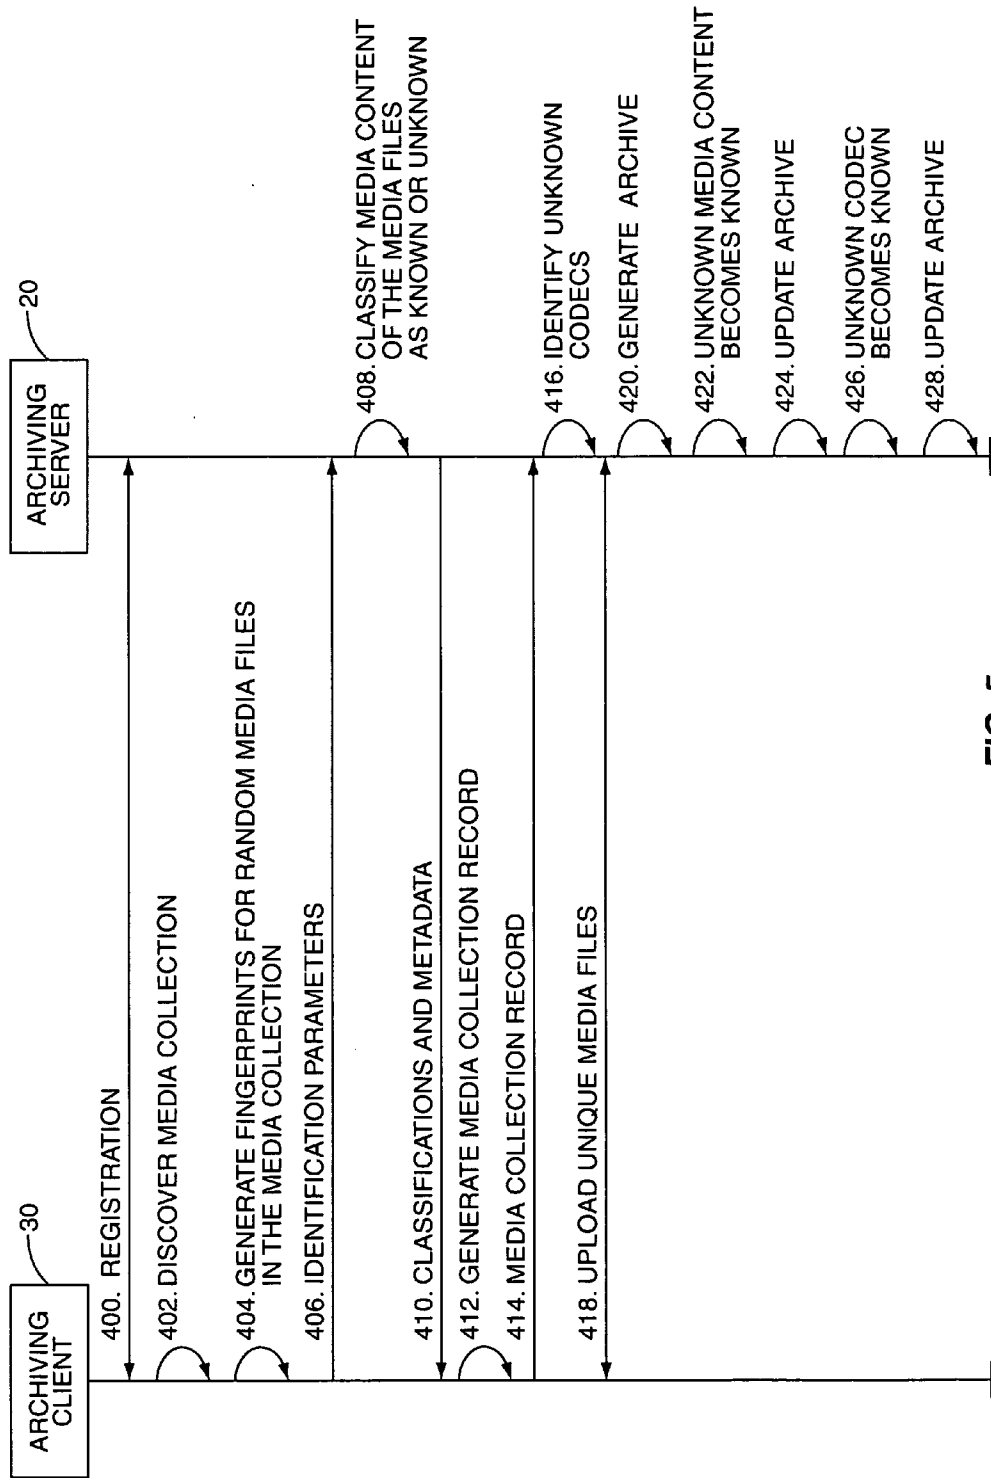 ARCHIVING
CLIENT
30
ARCHIVING
SERVER
20
400. REGISTRATION
402. DISCOVER MEDIA COLLECTION
404. GENERATE FINGERPRINTS FOR RANDOM MEDIA FILES
IN THE MEDIA COLLECTION
406. IDENTIFICATION PARAMETERS
408. CLASSIFY MEDIA CONTENT
OF THE MEDIA FILES
AS KNOWN OR UNKNOWN
410. CLASSIFICATIONS AND METADATA
412. GENERATE MEDIA COLLECTION RECORD
414. MEDIA COLLECTION RECORD
416. IDENTIFY UNKNOWN
CODECS
418. UPLOAD UNIQUE MEDIA FILES
420. GENERATE ARCHIVE
422. UNKNOWN MEDIA CONTENT
BECOMES KNOWN
424. UPDATE ARCHIVE
426. UNKNOWN CODEC
BECOMES KNOWN
428. UPDATE ARCHIVE